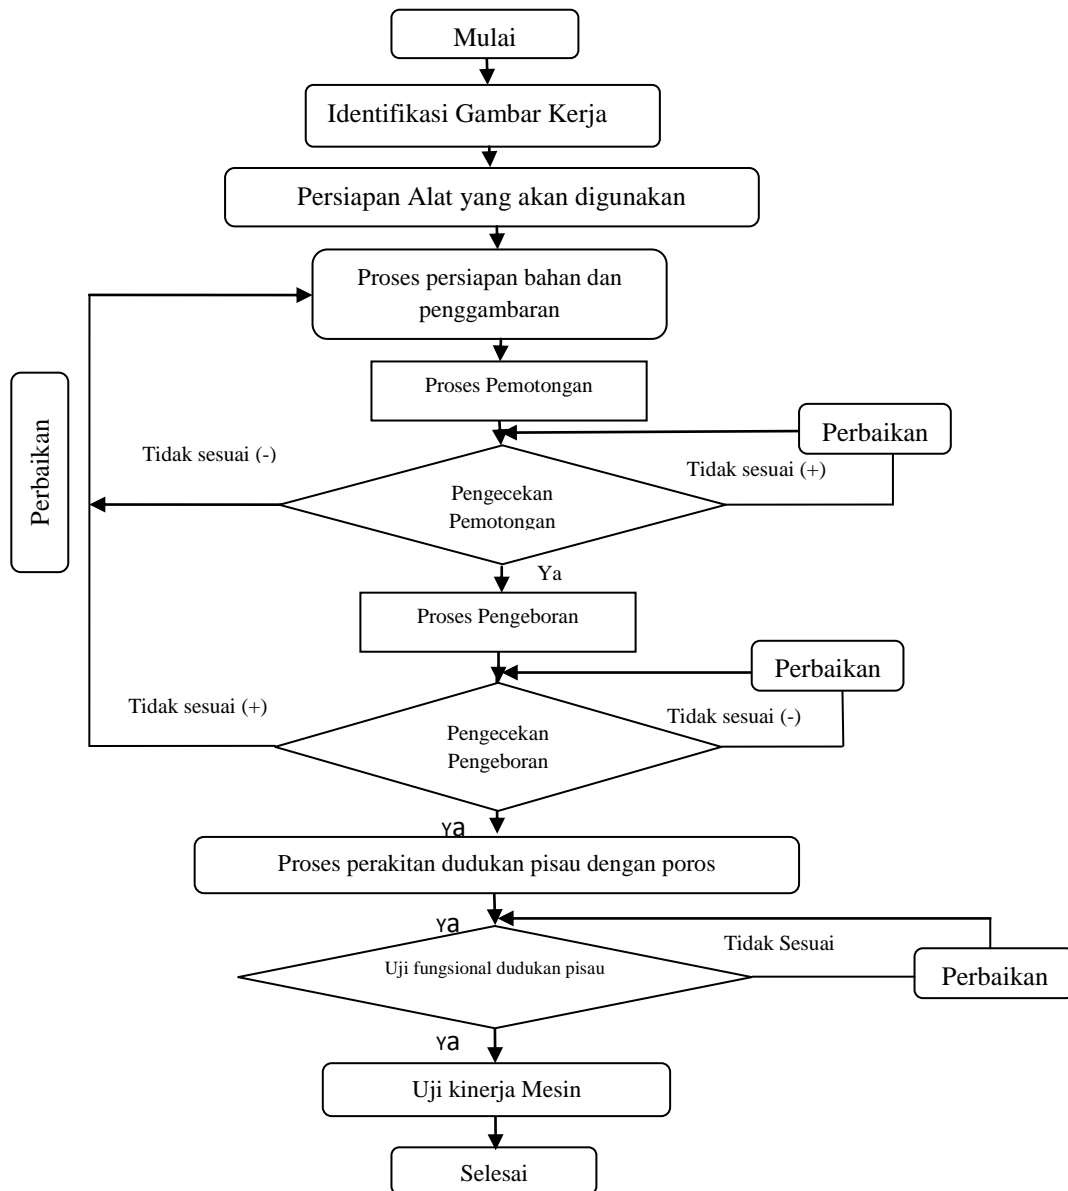 Mulai
Identifikasi Gambar Kerja
Persiapan Alat yang akan digunakan
Proses persiapan bahan dan
penggambaran
Proses Pemotongan
Perbaikan
Perbaikan
Tidak sesuai (-)
Tidak sesuai (+)
Pengecekan
Pemotongan
Ya
Proses Pengeboran
Perbaikan
Tidak sesuai (+)
Tidak sesuai (-)
Pengecekan
Pengeboran
Ya
Proses perakitan dudukan pisau dengan poros
Ya
Tidak Sesuai
Uji fungsional dudukan pisau
Perbaikan
Ya
Uji kinerja Mesin
Selesai